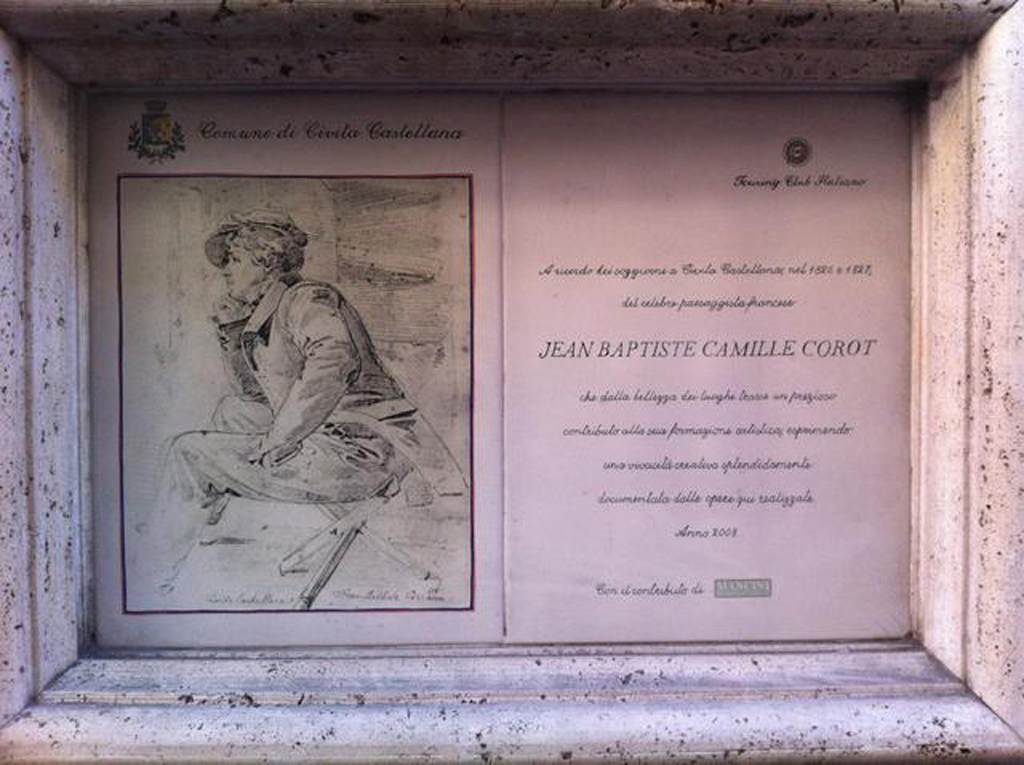 Comune di Civita Castellana
Touring Club Italiano
A ricordo dei soggiorni a Civita Castellana, nel 1826 e 1827,
del celebre paesaggista francese
JEAN BAPTISTE CAMILLE COROT
che dalla bellezza dei luoghi trasse un prezioso
contributo alla sua formazione artistica, esprimendo
una vivacità creativa splendidamente
documentata dalle opere qui realizzate
Anno 2008
Con il contributo di MANCINI